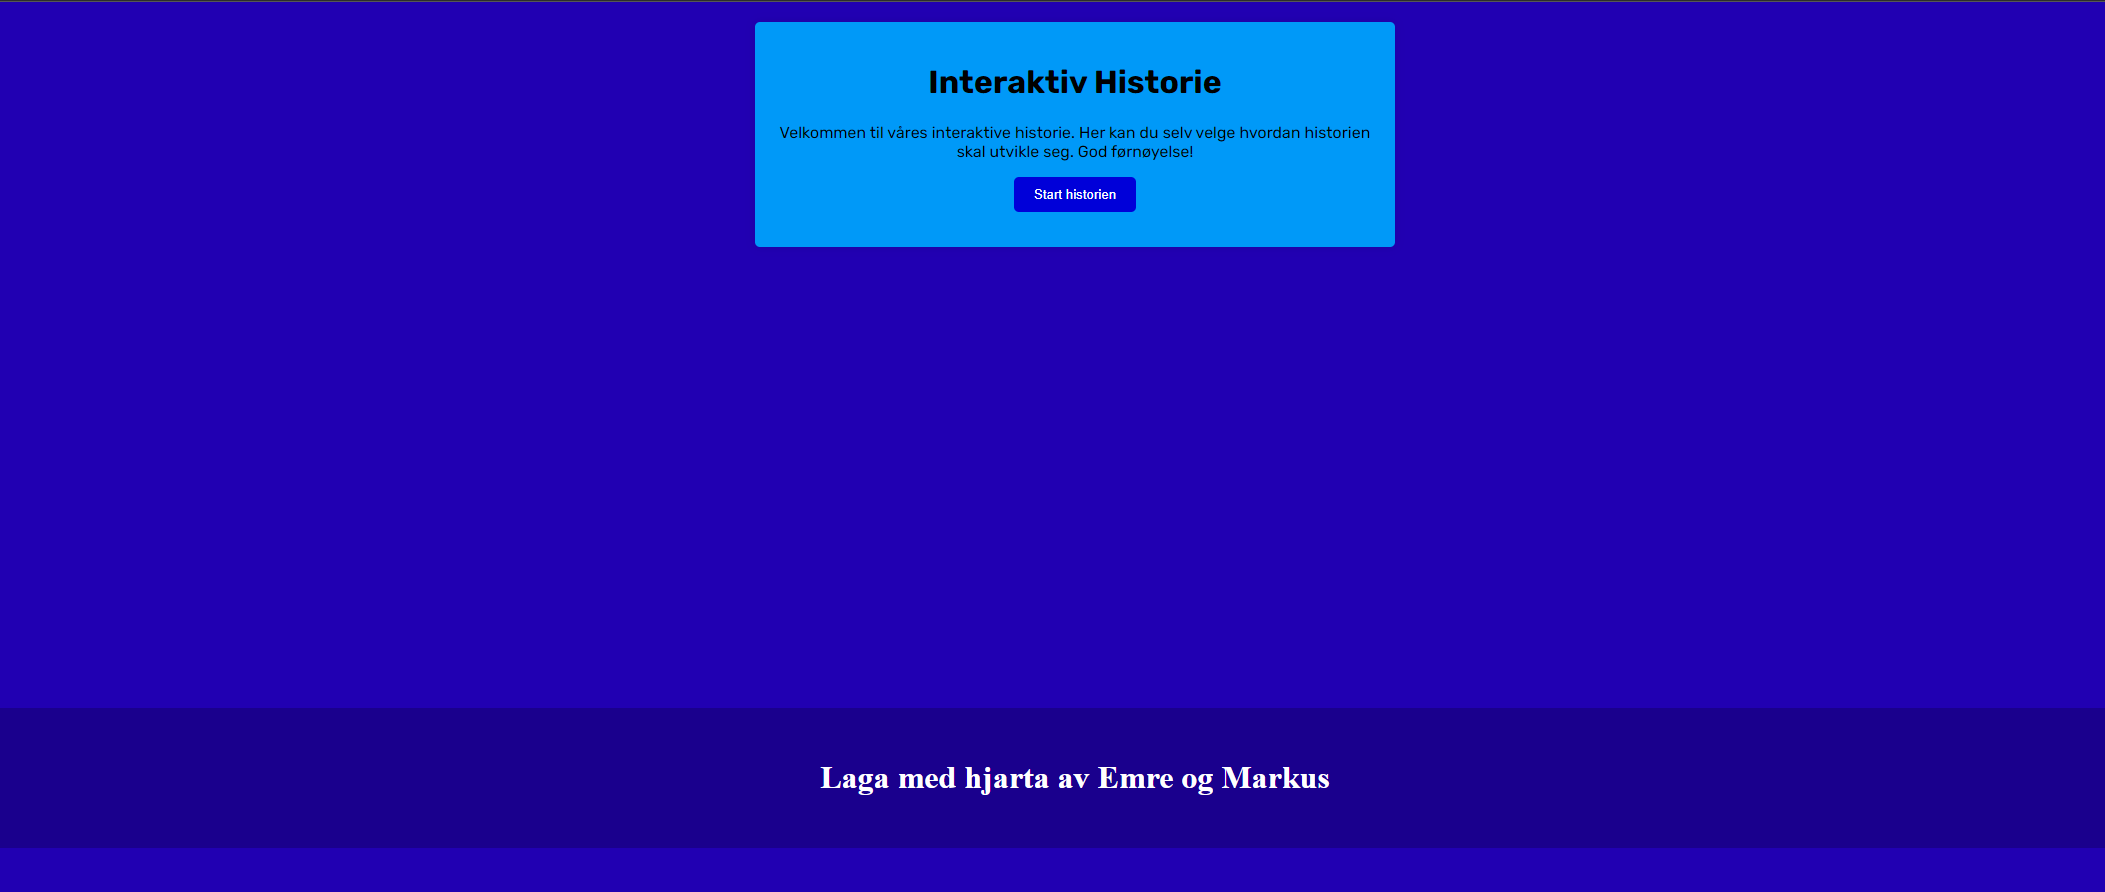 Interaktiv Historie
Velkommen til våres interaktive historie. Her kan du selv velge hvordan historien
skal utvikle seg. God førnøyelse!
Start historien
Laga med hjarta av Emre og Markus